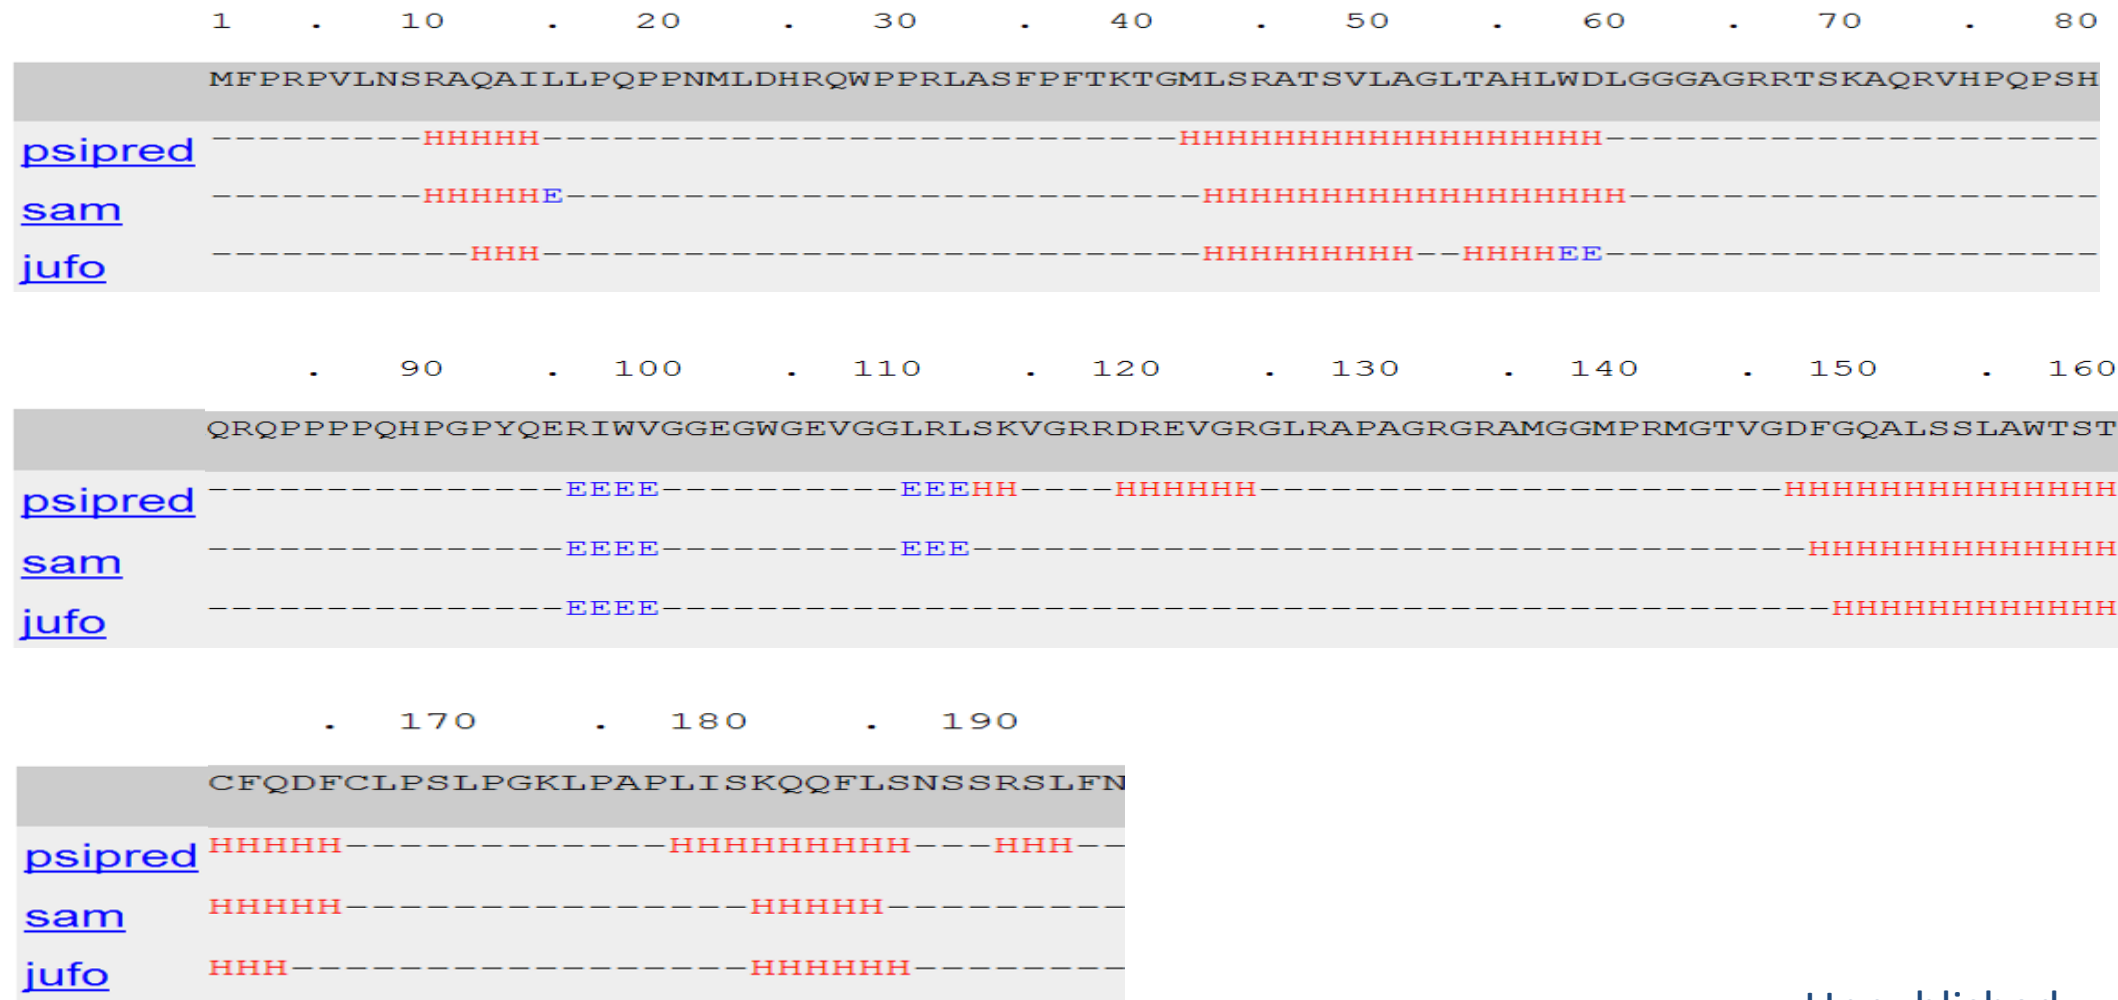 1 . 10 . 20 . 30 . 40 . 50 . 60 . 70 . 80
MFPRPVLNSRAQAILLPQPPNMLDHRQWPPRLASFPFTKTGMLSRATSVLAGLTAHLWDLGGGAGRRTSKAQRVHPQPSH
psipred ---------HHHHH---------------------------HHHHHHHHHHHHHHHHHH---------------------
sam ---------HHHHHE---------------------------HHHHHHHHHHHHHHHHHH--------------------
jufo -----------HHH----------------------------HHHHHHHHH--HHHHEE---------------------
. 90 . 100 . 110 . 120 . 130 . 140 . 150 . 160
QRQPPPPQHPGPYQERIWVGGEGWGEVGGLRLSKVGRRDREVGRGLRAPAGRGRAMGGMPRMGTVGDFGQALSSLAWTST
psipred ---------------EEEE----------EEEHH----HHHHHH----------------------HHHHHHHHHHHHHH
sam ---------------EEEE----------EEE-----------------------------------HHHHHHHHHHHHH
jufo ---------------EEEE-------------------------------------------------HHHHHHHHHHHH
. 170 . 180 . 190
CFQDFCLPSLPGKLPAPLISKQQFLSNSSRSLFN
psipred HHHHH------------HHHHHHHHH---HHH--
sam HHHHH---------------HHHHH---------
jufo HHH-----------------HHHHHH--------